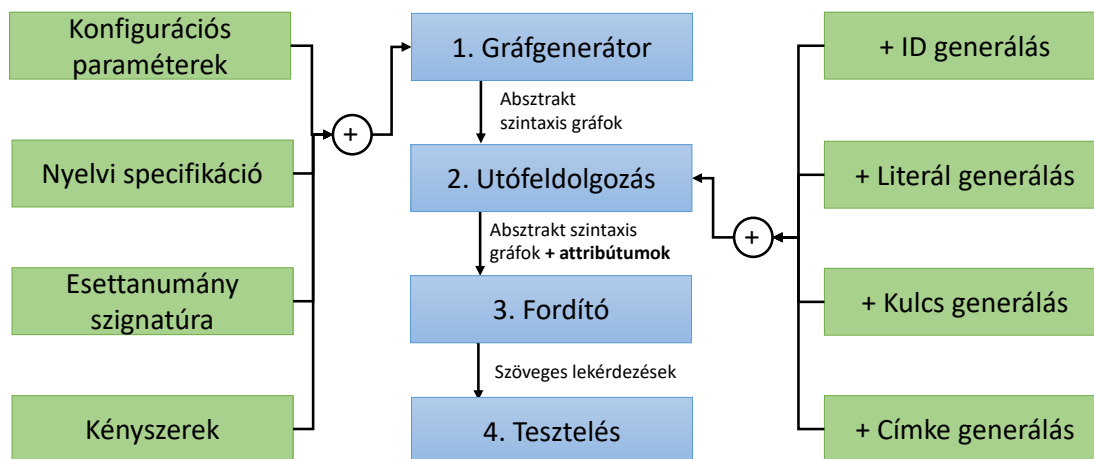 Konfigurációs
paraméterek
Nyelvi specifikáció
Esettanumány
szignatúra
Kényszerek
+
1. Gráfgenerátor
Absztrakt
szintaxis gráfok
2. Utófeldolgozás
Absztrakt szintaxis
gráfok + attribútumok
3. Fordító
Szöveges lekérdezések
4. Tesztelés
+
+ ID generálás
+ Literál generálás
+ Kulcs generálás
+ Címke generálás